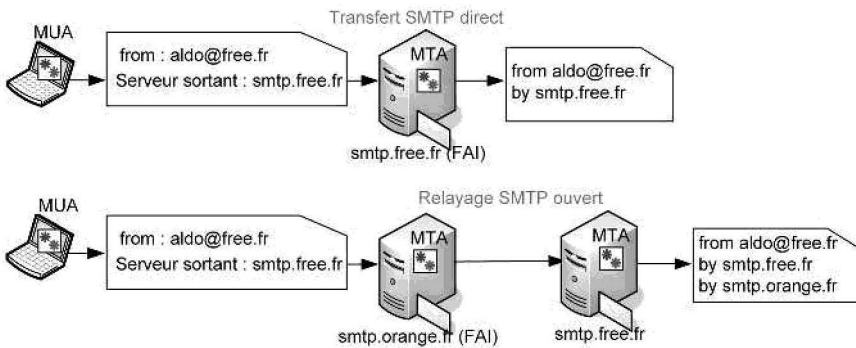 Transfert SMTP direct
MUA
from : aldo@free.fr
Serveur sortant : smtp.free.fr
MTA
from aldo@free.fr
by smtp.free.fr
smtp.free.fr (FAI)
Relayage SMTP ouvert
MUA
from : aldo@free.fr
Serveur sortant : smtp.free.fr
MTA
MTA
from aldo@free.fr
by smtp.free.fr
by smtp.orange.fr
smtp.orange.fr (FAI)
smtp.free.fr